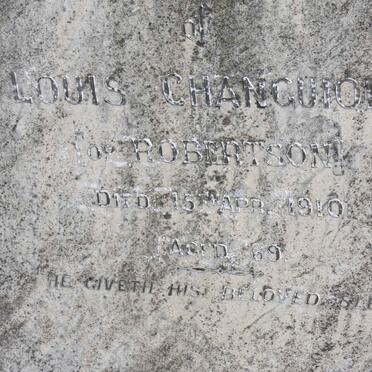 of
LOUIS CHANGUION
[OF ROBERTSON]
DIED 15TH APR. 1910
AGED 69.
HE GIVETH HIS BELOVED